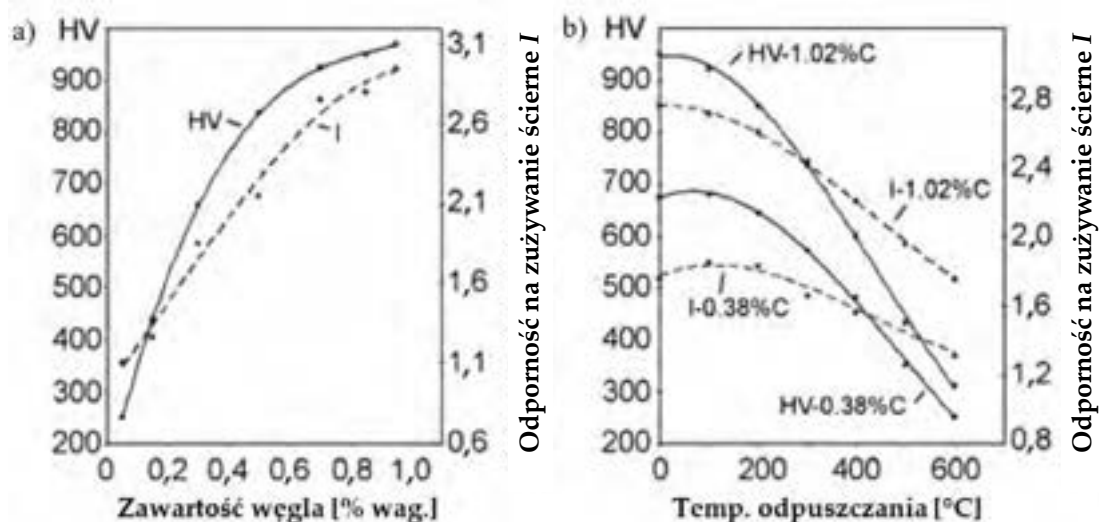 a)
HV
900
800
700
600
500
400
300
200
3,1
2,6
2,1
1,6
1,1
0,6
HV
I
0
0,2
0,4
0,6
0,8
1,0
Zawartość węgla [% wag.]
Odporność na zużywanie ścierne I
b)
HV
900
800
700
600
500
400
300
200
2,8
2,4
2,0
1,6
1,2
0,8
HV-1.02%C
I-1.02%C
I-0.38%C
HV-0.38%C
0
200
400
600
Temp. odpuszczania [°C]
Odporność na zużywanie ścierne I